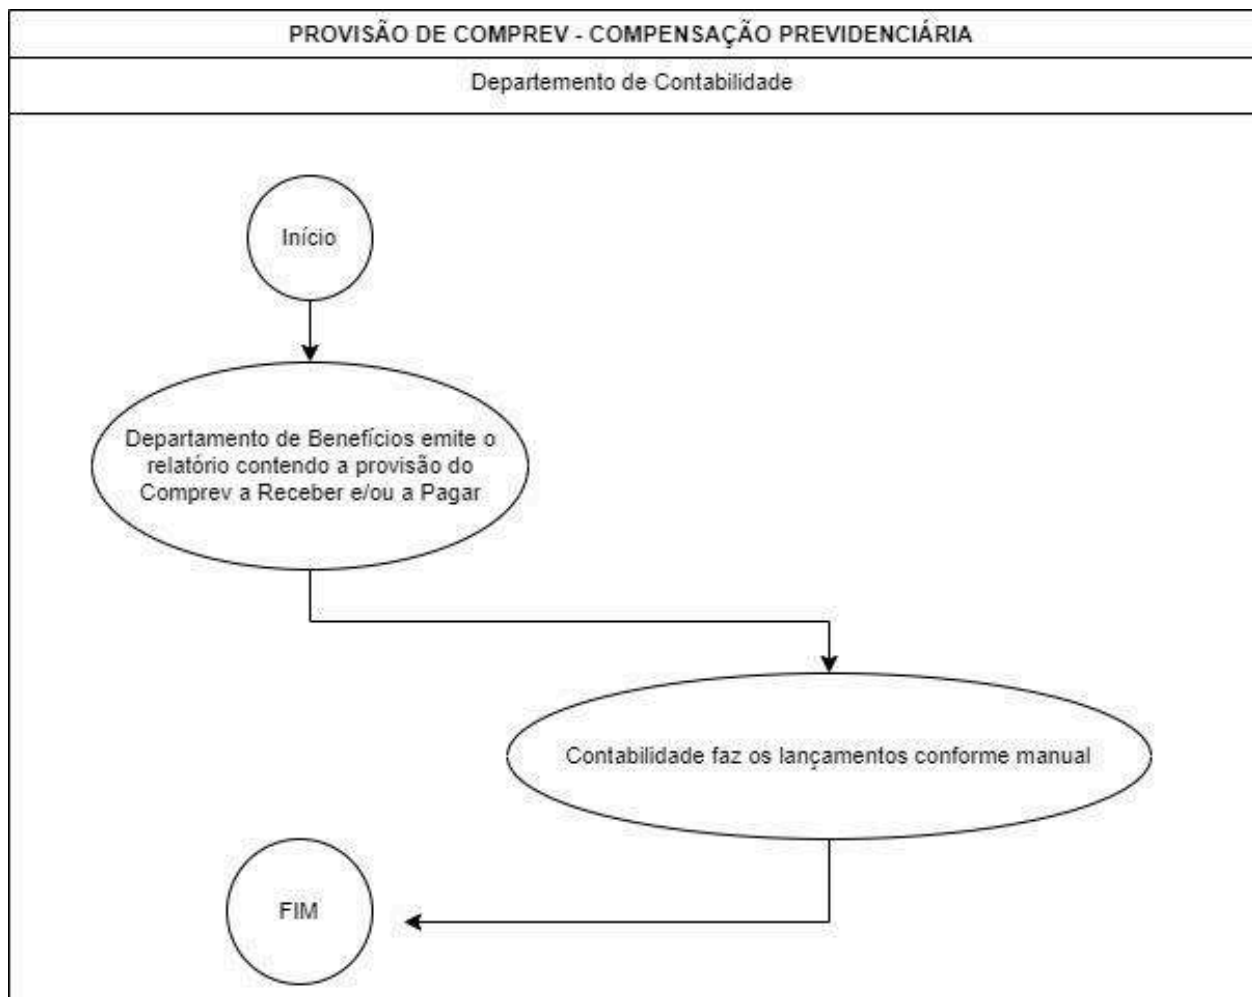 PROVISÃO DE COMPREV - COMPENSAÇÃO PREVIDENCIÁRIA
Departemento de Contabilidade
Início
Departamento de Benefícios emite o
relatório contendo a provisão do
Comprev a Receber e/ou a Pagar
Contabilidade faz os lançamentos conforme manual
FIM